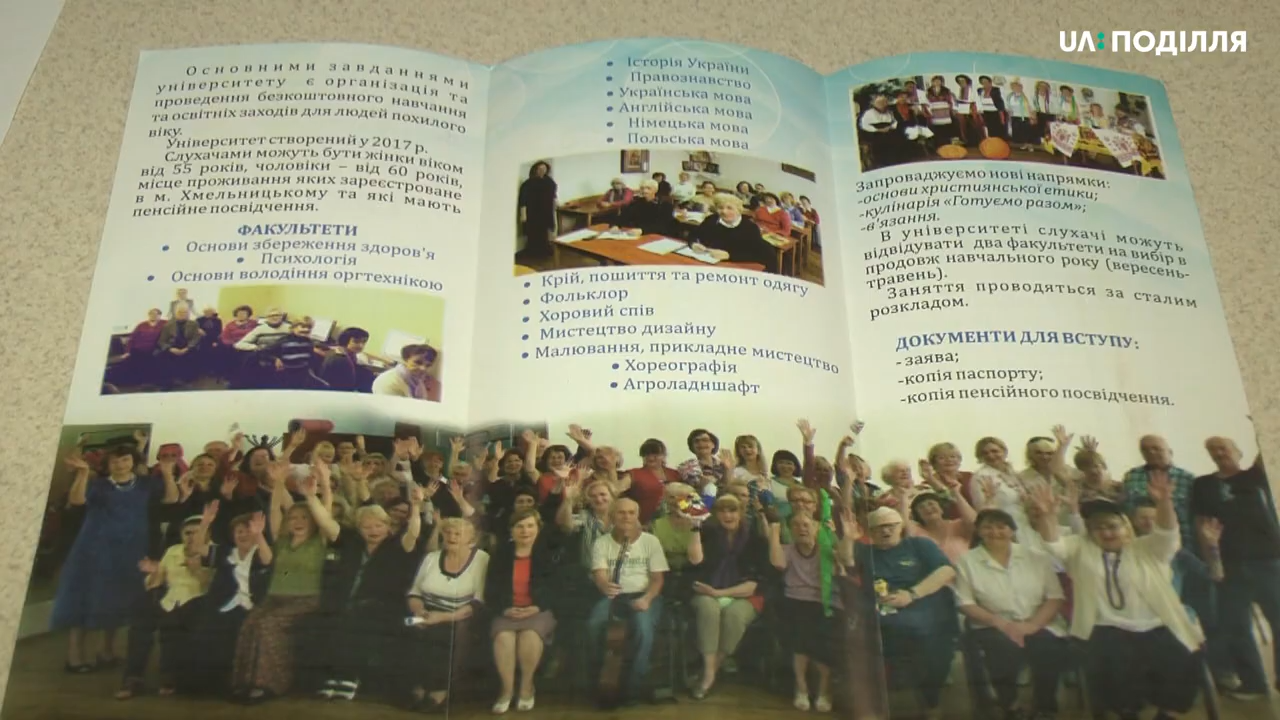 UA: ПОДІЛЛЯ
Основними завданнями
університету є організація та
проведення безкоштовного навчання
та освітніх заходів для людей похилого
віку.
Університет створений у 2017 р.
Слухачами можуть бути жінки віком
від 55 років, чоловіки – від 60 років,
місце проживання яких зареєстроване
в м. Хмельницькому та які мають
пенсійне посвідчення.
ФАКУЛЬТЕТИ
• Основи збереження здоров'я
• Психологія
• Основи володіння оргтехнікою
• Історія України
• Правознавство
• Українська мова
• Англійська мова
• Німецька мова
• Польська мова
• Крій, пошиття та ремонт одягу
• Фольклор
• Хоровий спів
• Мистецтво дизайну
• Малювання, прикладне мистецтво
• Хореографія
• Агроладншафт
Запроваджуємо нові напрямки:
-основи християнської етики;
-кулінарія «Готуємо разом»;
-в'язання.
В університеті слухачі можуть
відвідувати два факультети на вибір в
продовж навчального року (вересень-
травень).
Заняття проводяться за сталим
розкладом.
ДОКУМЕНТИ ДЛЯ ВСТУПУ:
- заява;
-копія паспорту;
-копія пенсійного посвідчення.